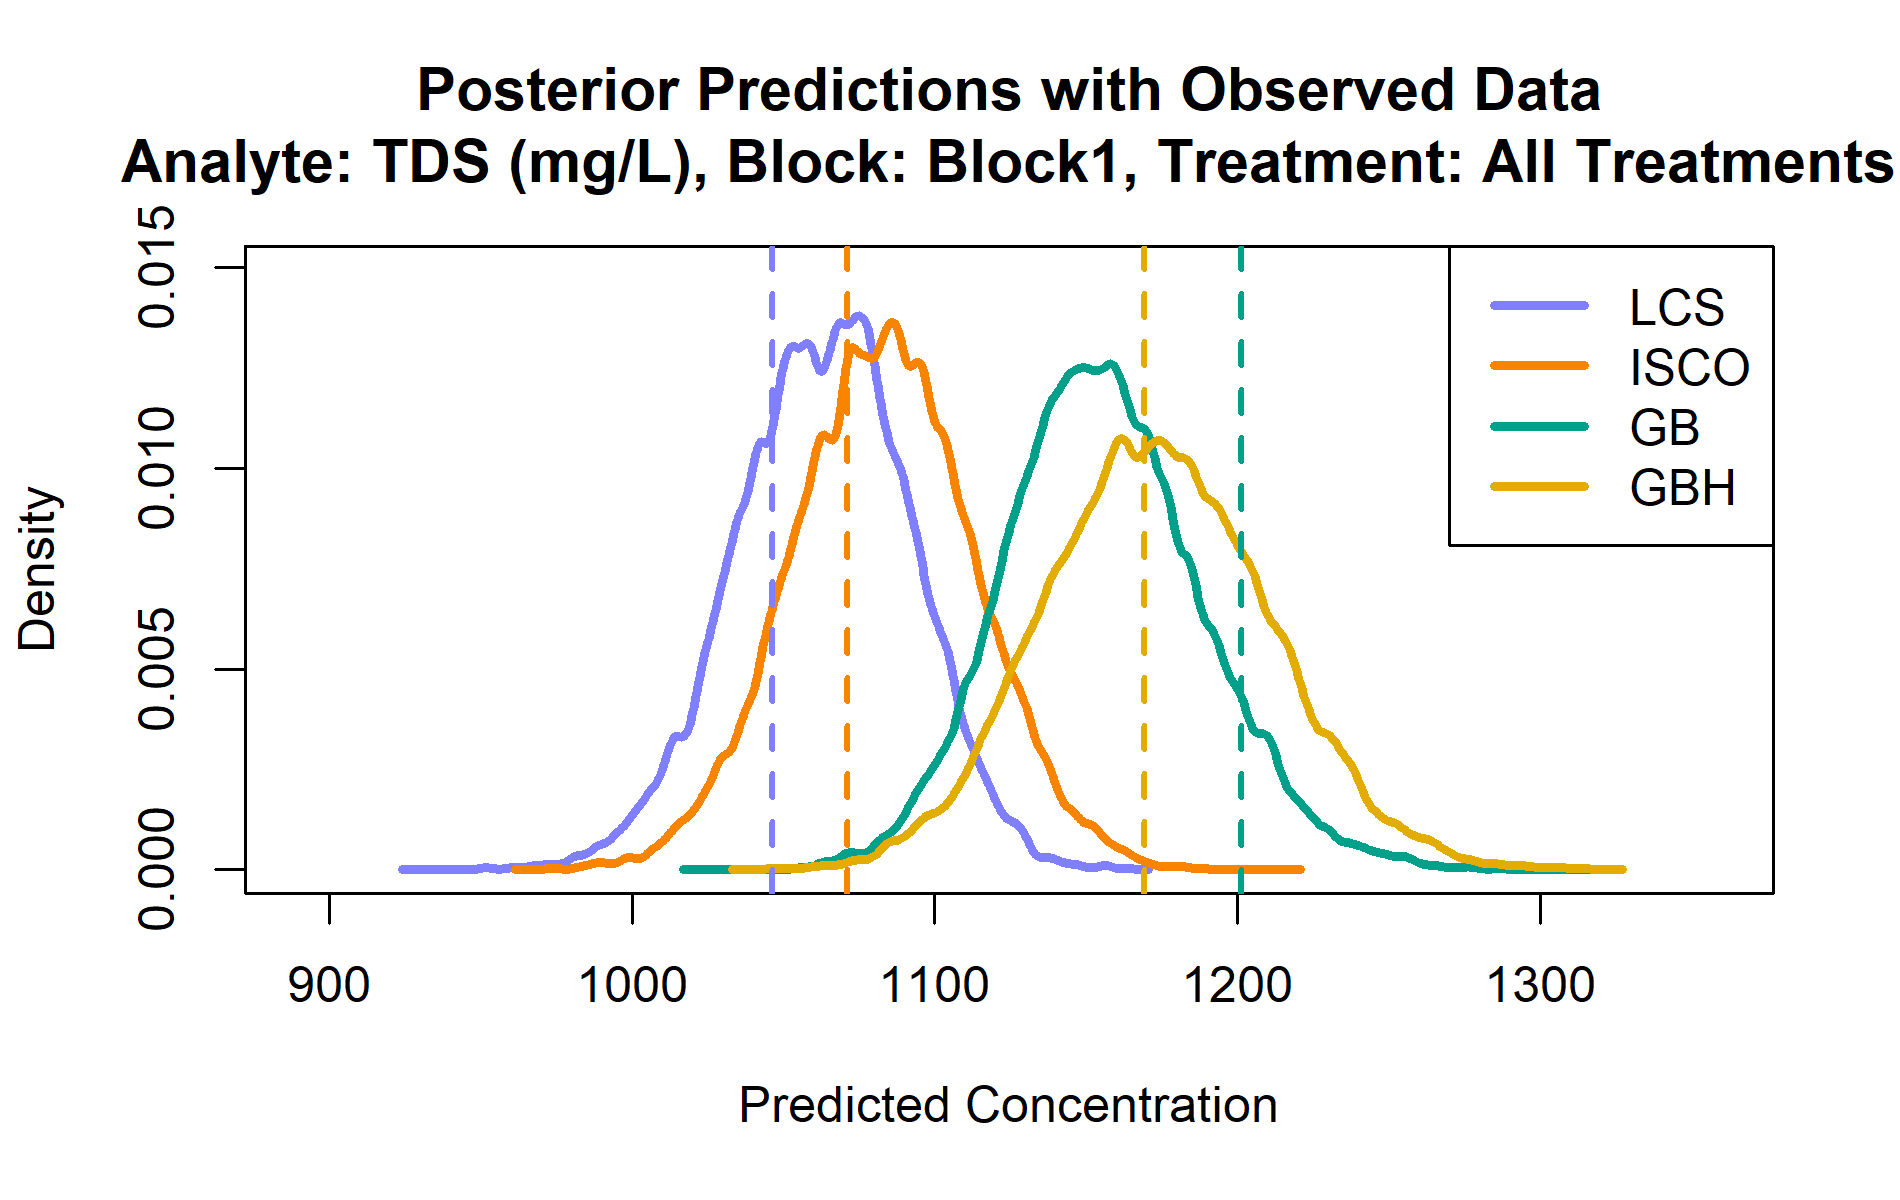 Posterior Predictions with Observed Data
Analyte: TDS (mg/L), Block: Block1, Treatment: All Treatments
0.015
0.010
0.005
0.000
Density
LCS
ISCO
GB
GBH
900 1000 1100 1200 1300
Predicted Concentration